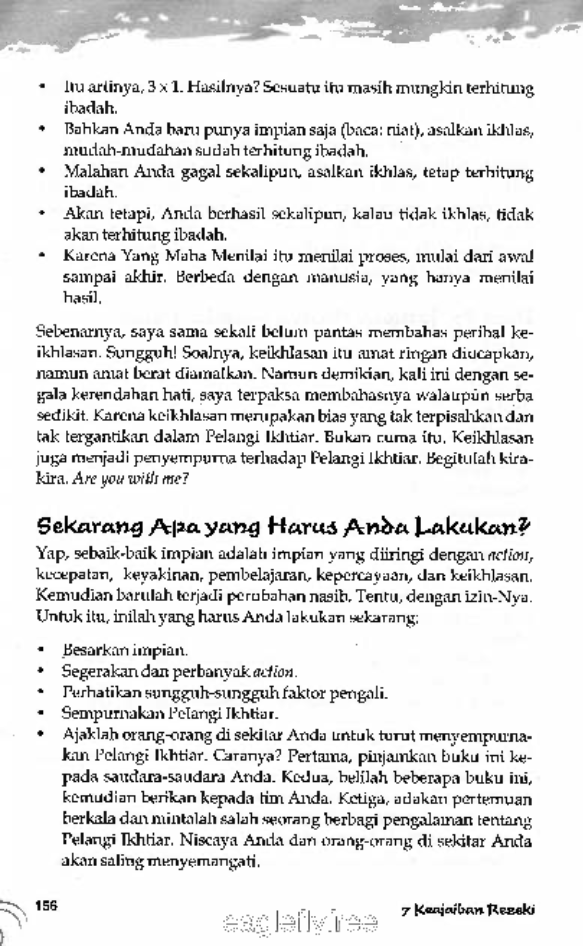 • Itu artinya, 3 x 1. Hasilnya? Sesuatu itu masih mungkin terhitung
ibadah.
• Bahkan Anda baru punya impian saja (baca: niat), asalkan ikhlas,
mudah-mudahan sudah terhitung ibadah.
• Malahan Anda gagal sekalipun, asalkan ikhlas, tetap terhitung
ibadah.
• Akan tetapi, Anda berhasil sekalipun, kalau tidak ikhlas, tidak
akan terhitung ibadah.
• Karena Yang Maha Menilai itu menilai proses, mulai dari awal
sampai akhir. Berbeda dengan manusia, yang hanya menilai
hasil.
Sebenarnya, saya sama sekali belum pantas membahas perihal ke-
ikhlasan. Sungguh! Soalnya, keikhlasan itu amat ringan diucapkan,
namun amat berat diamalkan. Namun demikian, kali ini dengan se-
gala kerendahan hati, saya terpaksa membahasnya walaupun serba
sedikit. Karena keikhlasan merupakan bias yang tak terpisahkan dan
tak tergantikan dalam Pelangi Ikhtiar. Bukan cuma itu. Keikhlasan
juga menjadi penyempurna terhadap Pelangi Ikhtiar. Begitulah kira-
kira. Are you with me?
Sekarang Apa yang Harus Anda Lakukan?
Yap, sebaik-baik impian adalah impian yang diiringi dengan action,
kecepatan, keyakinan, pembelajaran, kepercayaan, dan keikhlasan.
Kemudian barulah terjadi perubahan nasib. Tentu, dengan izin-Nya.
Untuk itu, inilah yang harus Anda lakukan sekarang:
• Besarkan impian.
• Segerakan dan perbanyak action.
• Perhatikan sungguh-sungguh faktor pengali.
• Sempurnakan Pelangi Ikhtiar.
• Ajaklah orang-orang di sekitar Anda untuk turut menyempurna-
kan Pelangi Ikhtiar. Caranya? Pertama, pinjamkan buku ini ke-
pada saudara-saudara Anda. Kedua, belilah beberapa buku ini,
kemudian berikan kepada tim Anda. Ketiga, adakan pertemuan
berkala dan mintalah salah seorang berbagi pengalaman tentang
Pelangi Ikhtiar. Niscaya Anda dan orang-orang di sekitar Anda
akan saling menyemangati.
156
7 Keajaiban Rezeki
eagleflyfree